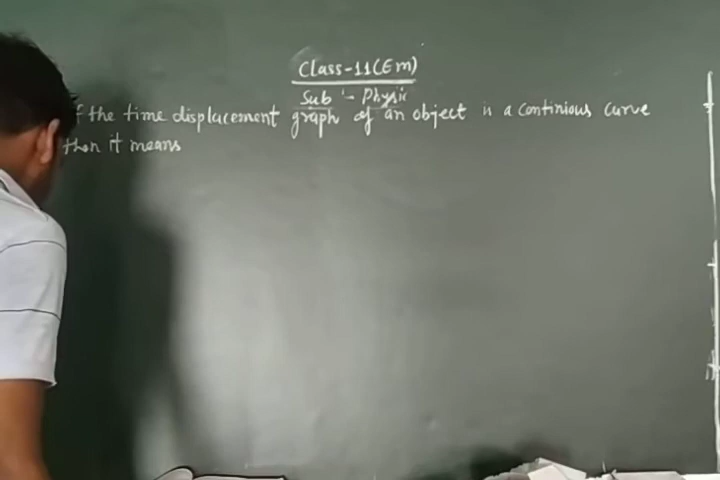 Class-11(Em)
Sub :- Physic
f the time displacement graph of an object is a continious curve
then it means